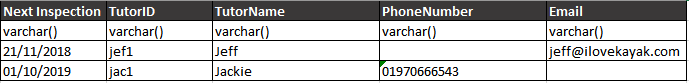 Next Inspection TutorID TutorName PhoneNumber Email
varchar() varchar() varchar() varchar() varchar()
21/11/2018 jef1 Jeff jeff@ilovekayak.com
01/10/2019 jac1 Jackie 01970666543